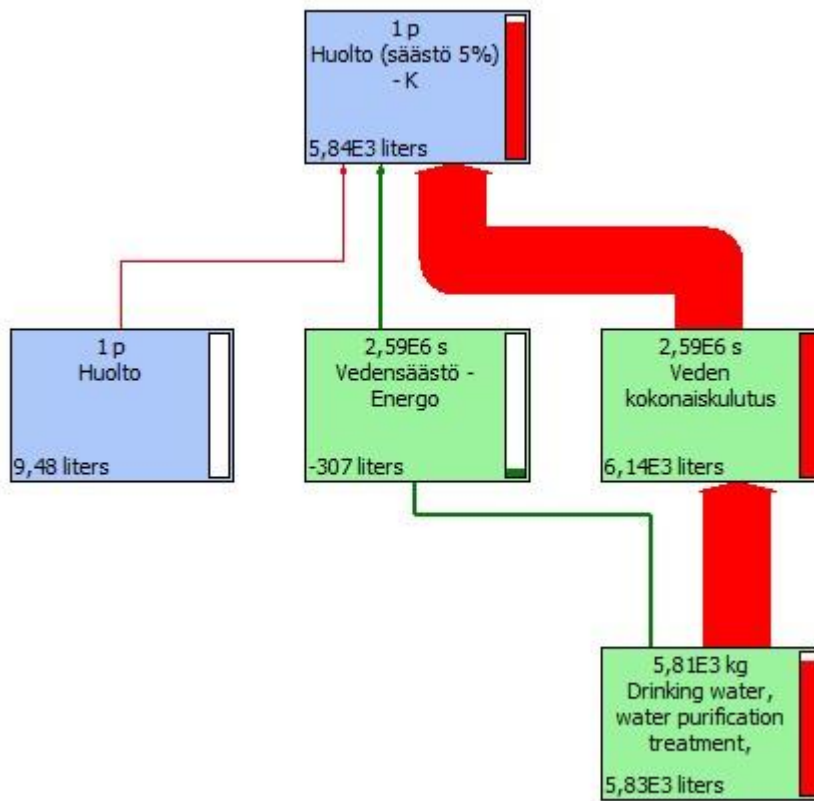 1 p
Huolto (säästö 5%)
- K
5,84E3 liters
1 p
Huolto
9,48 liters
2,59E6 s
Vedensäästö -
Energo
-307 liters
2,59E6 s
Veden
kokonaiskulutus
6,14E3 liters
5,81E3 kg
Drinking water,
water purification
treatment,
5,83E3 liters